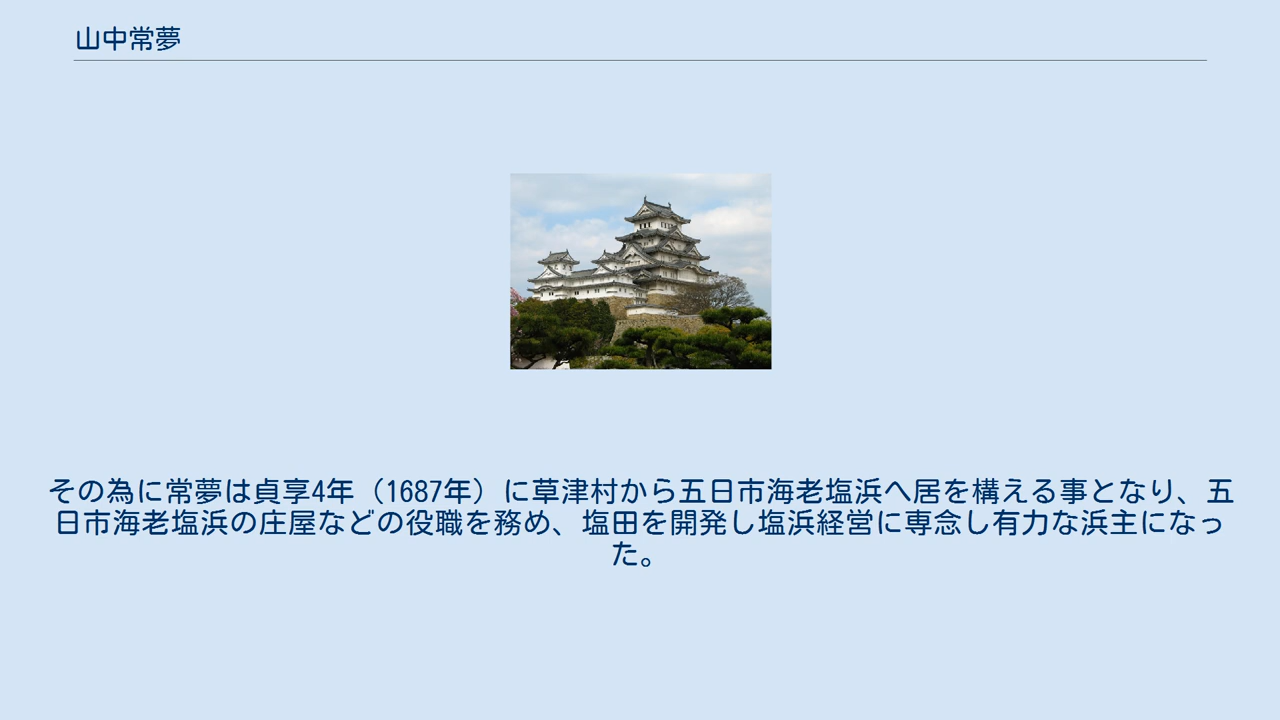 山中常夢
その為に常夢は貞享4年（1687年）に草津村から五日市海老塩浜へ居を構える事となり、五
日市海老塩浜の庄屋などの役職を務め、塩田を開発し塩浜経営に専念し有力な浜主になっ
た。